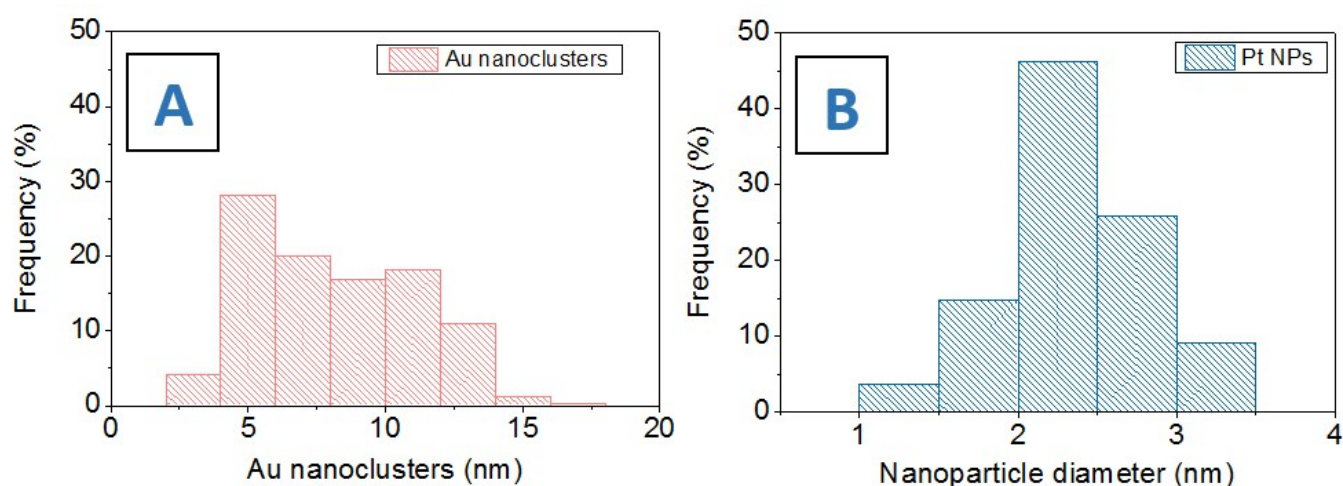 50
40
30
20
10
0
Frequency (%)
A
Au nanoclusters
0 5 10 15 20
Au nanoclusters (nm)
50
40
30
20
10
0
Frequency (%)
B
Pt NPs
1 2 3 4
Nanoparticle diameter (nm)